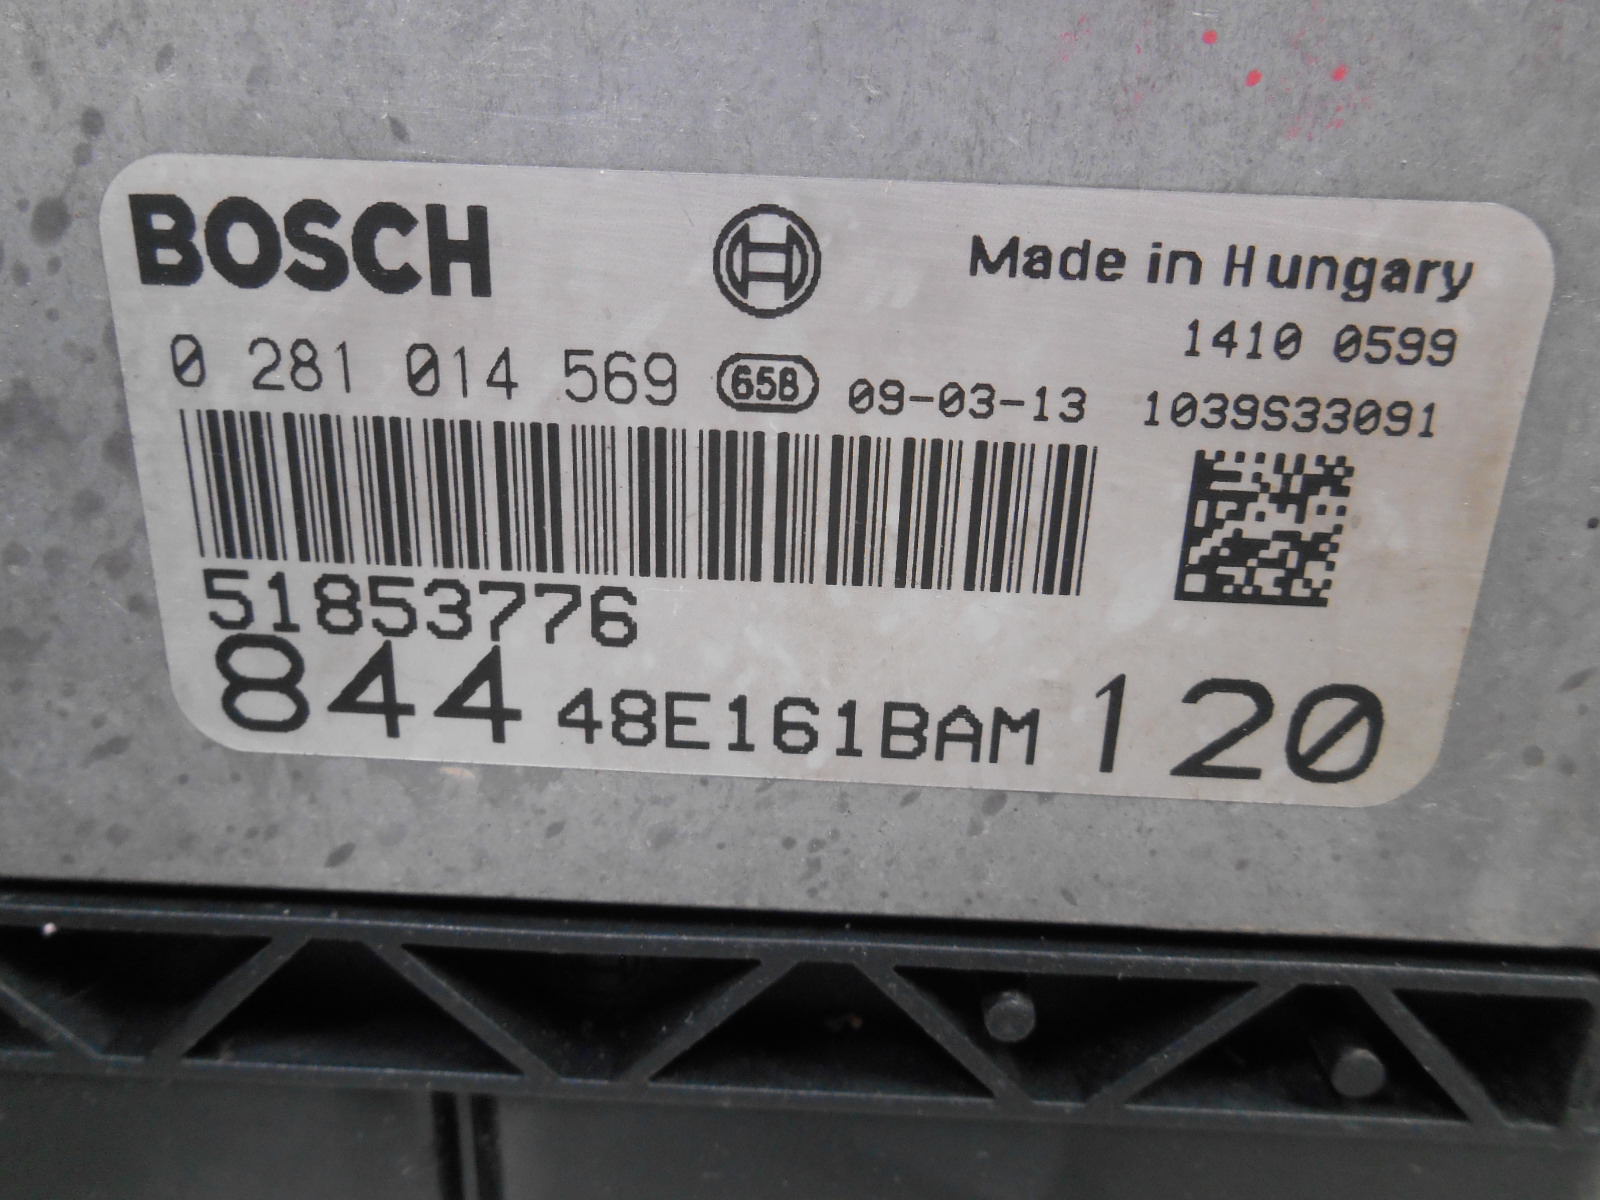 BOSCH
Made in Hungary
1410 0599
0 281 014 569 658 09-03-13 1039S33091
51853776
844 48E161BAM 120